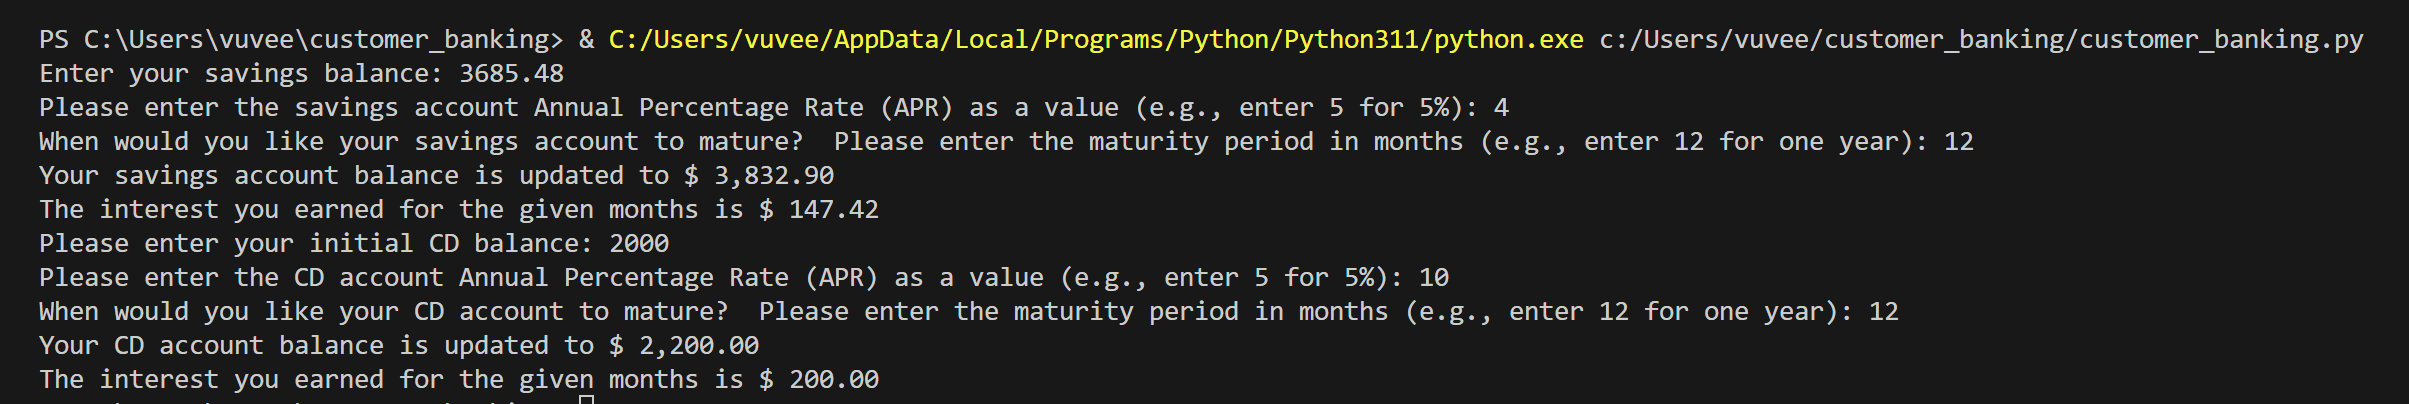 PS C:\Users\vuvee\customer_banking> & C:/Users/vuvee/AppData/Local/Programs/Python/Python311/python.exe c:/Users/vuvee/customer_banking/customer_banking.py
Enter your savings balance: 3685.48
Please enter the savings account Annual Percentage Rate (APR) as a value (e.g., enter 5 for 5%): 4
When would you like your savings account to mature?  Please enter the maturity period in months (e.g., enter 12 for one year): 12
Your savings account balance is updated to $ 3,832.90
The interest you earned for the given months is $ 147.42
Please enter your initial CD balance: 2000
Please enter the CD account Annual Percentage Rate (APR) as a value (e.g., enter 5 for 5%): 10
When would you like your CD account to mature?  Please enter the maturity period in months (e.g., enter 12 for one year): 12
Your CD account balance is updated to $ 2,200.00
The interest you earned for the given months is $ 200.00